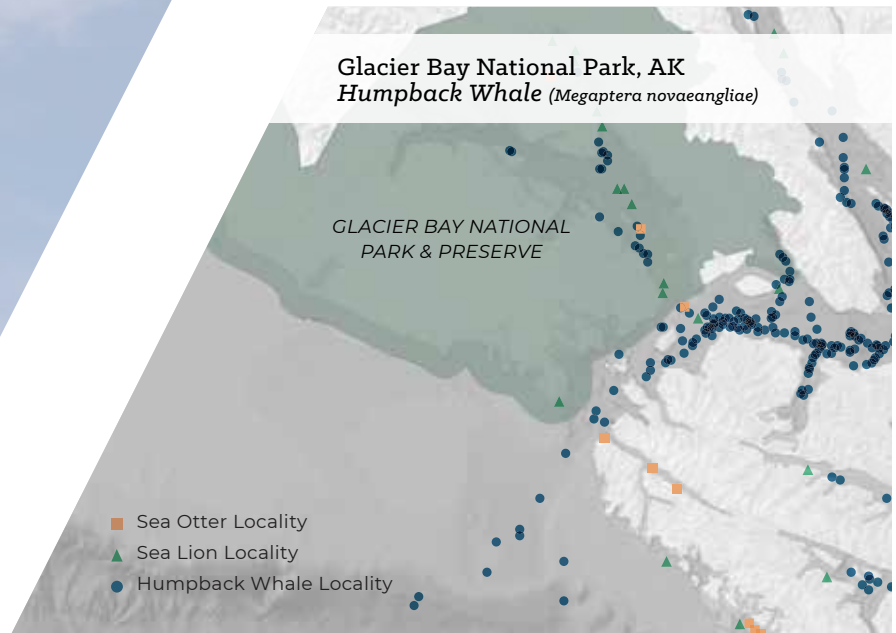 Glacier Bay National Park, AK
Humpback Whale (Megaptera novaeangliae)
GLACIER BAY NATIONAL
PARK & PRESERVE
Sea Otter Locality
Sea Lion Locality
Humpback Whale Locality